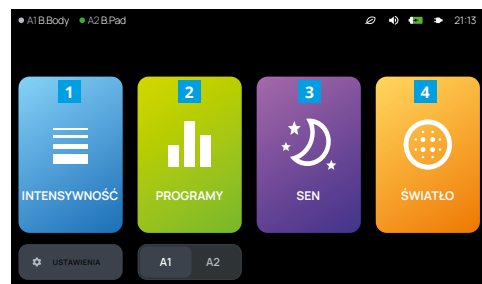 A1 B.Body A2 B.Pad 21:13
1 2 3 4
INTENSYWNOŚĆ PROGRAMY SEN ŚWIATŁO
USTAWIENIA A1 A2